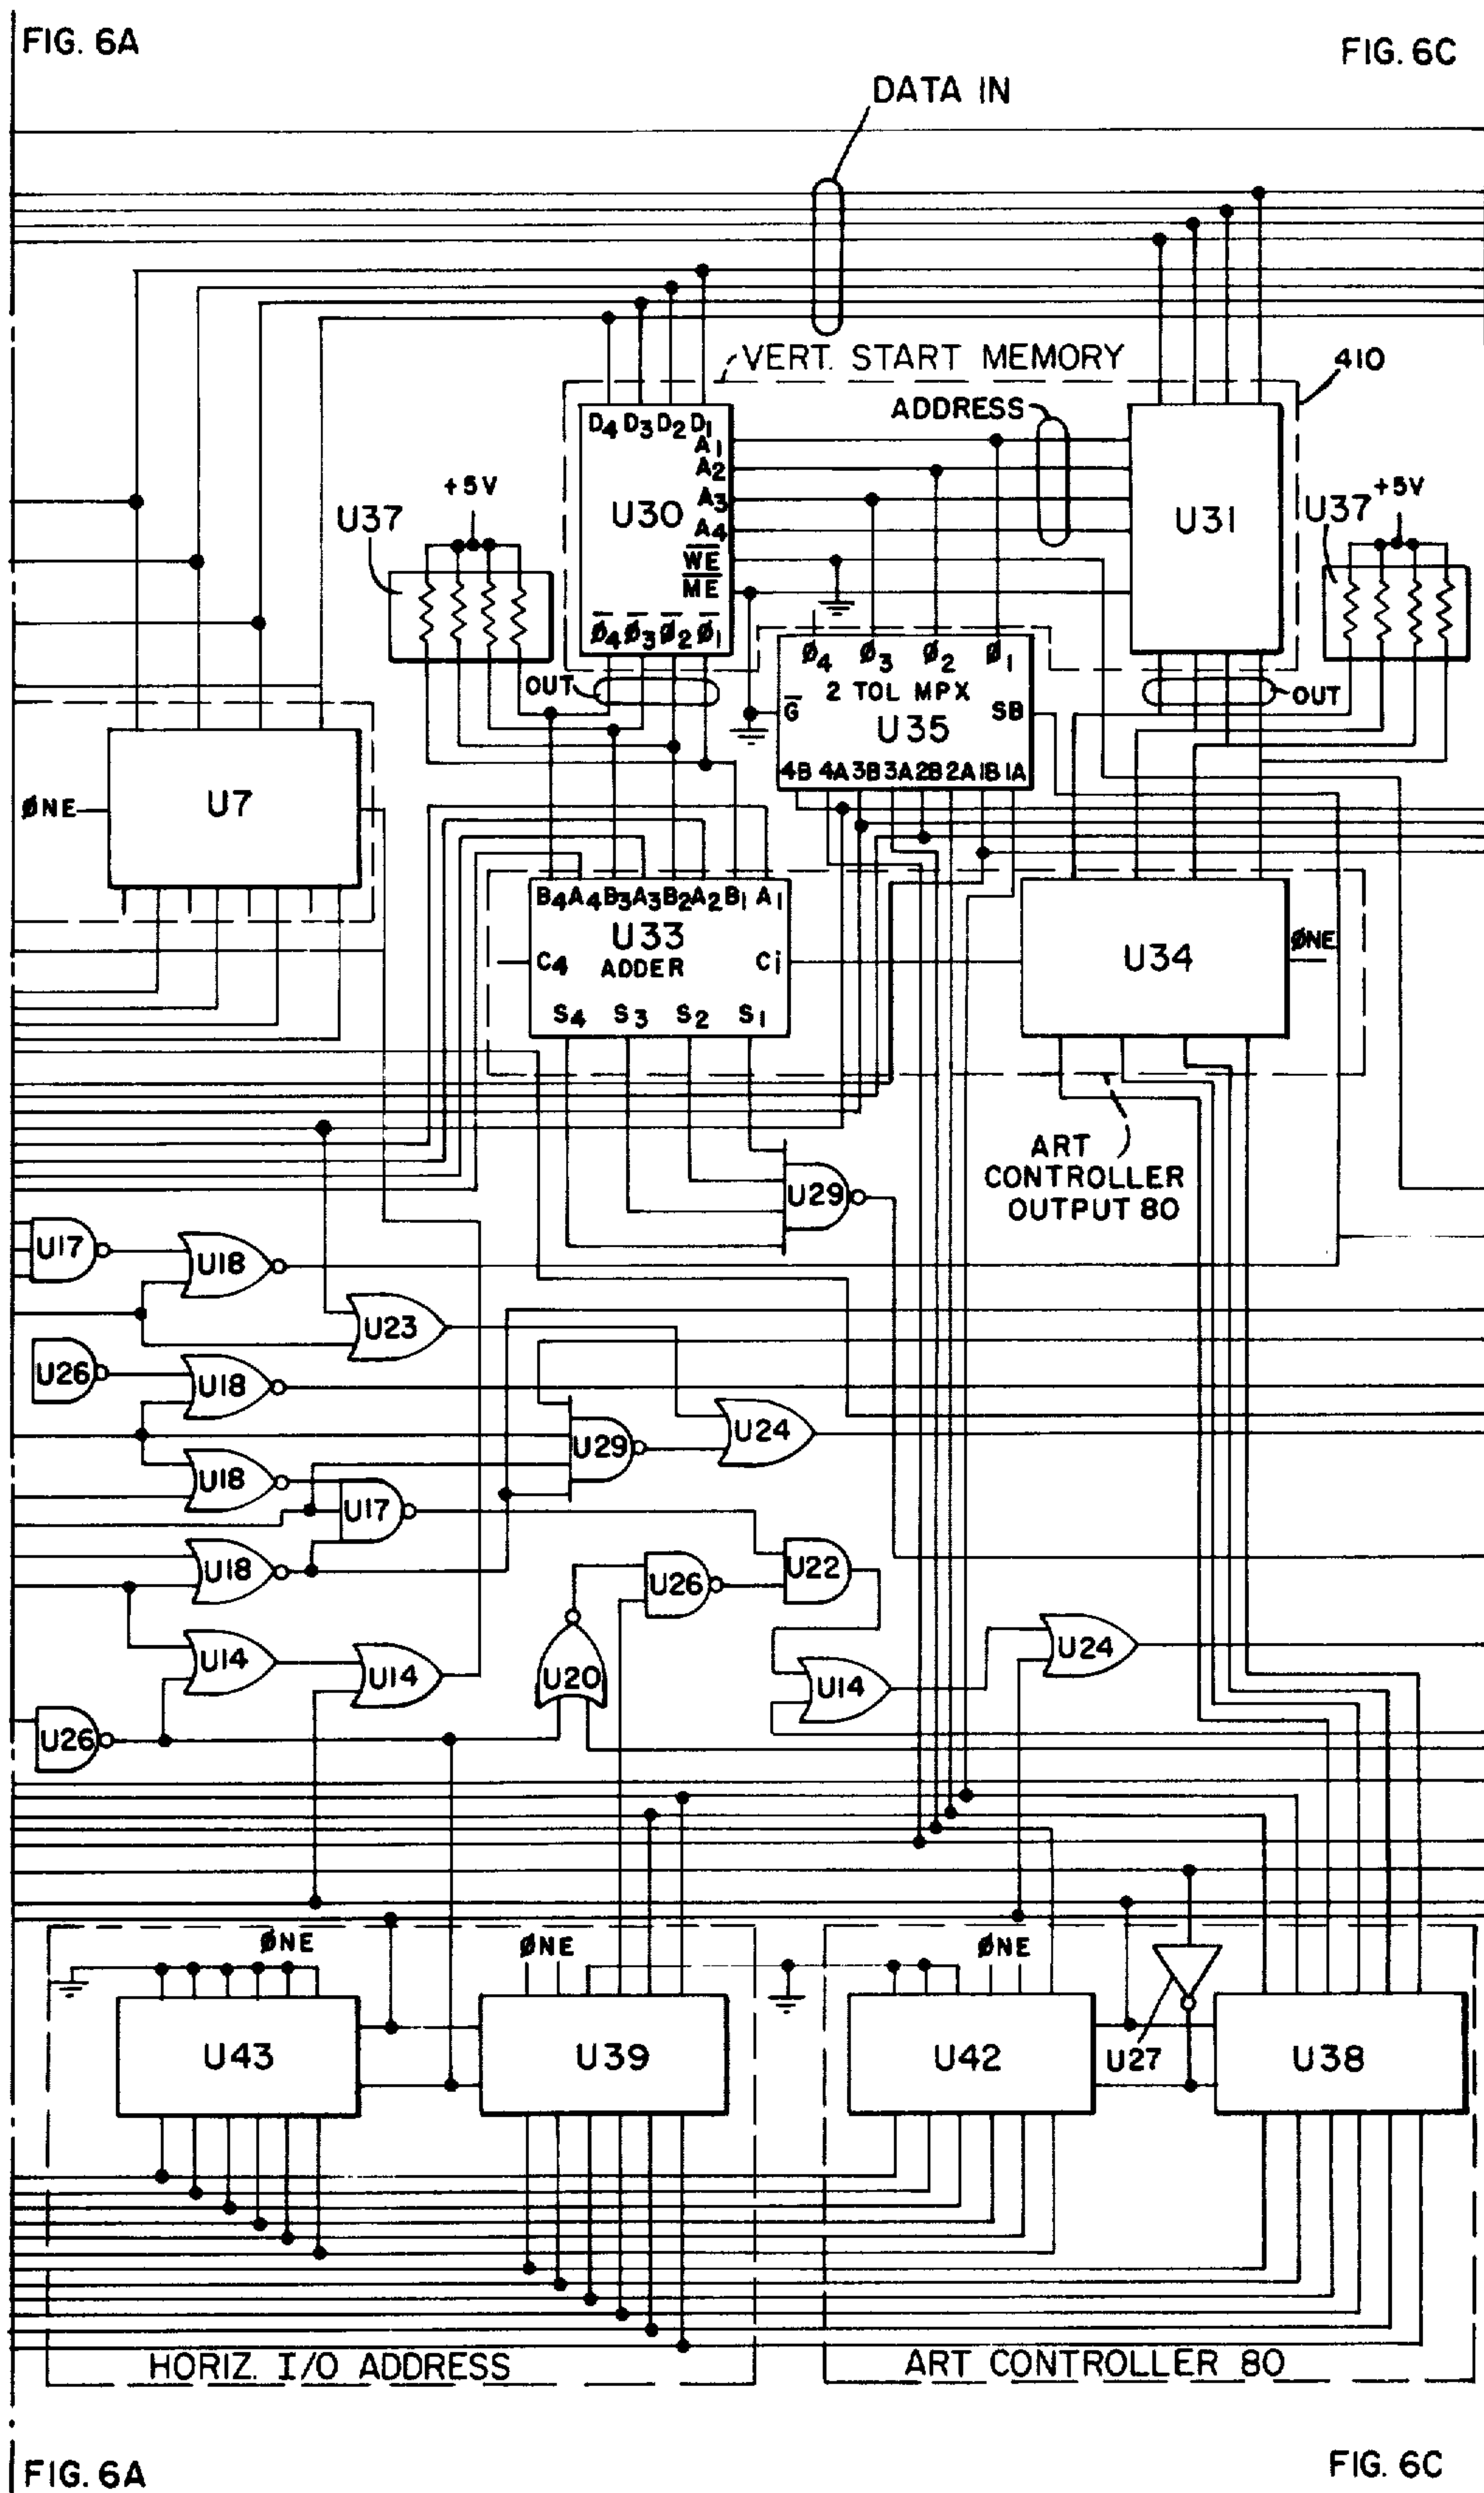 FIG. 6A
FIG. 6C
DATA IN
VERT. START MEMORY
410
ADDRESS
D4 D3 D2 D1
A1
A2
A3
A4
U30
WE
ME
Ø4 Ø3 Ø2 Ø1
U31
+5V
U37
U37
+5V
OUT
OUT
Ø4 Ø3 Ø2 Ø1
2 TOL MPX
G
SB
U35
4B 4A 3B 3A 2B 2A 1B 1A
ØNE
U7
B4 A4 B3 A3 B2 A2 B1 A1
U33
ADDER
C4
Ci
S4 S3 S2 S1
U34
ØNE
ART
CONTROLLER
OUTPUT 80
U29
U17
U18
U23
U26
U18
U29
U24
U18
U17
U18
U26
U22
U14
U14
U20
U14
U24
U26
ØNE
ØNE
ØNE
U43
U39
U42
U27
U38
HORIZ. I/O ADDRESS
ART CONTROLLER 80
FIG. 6A
FIG. 6C